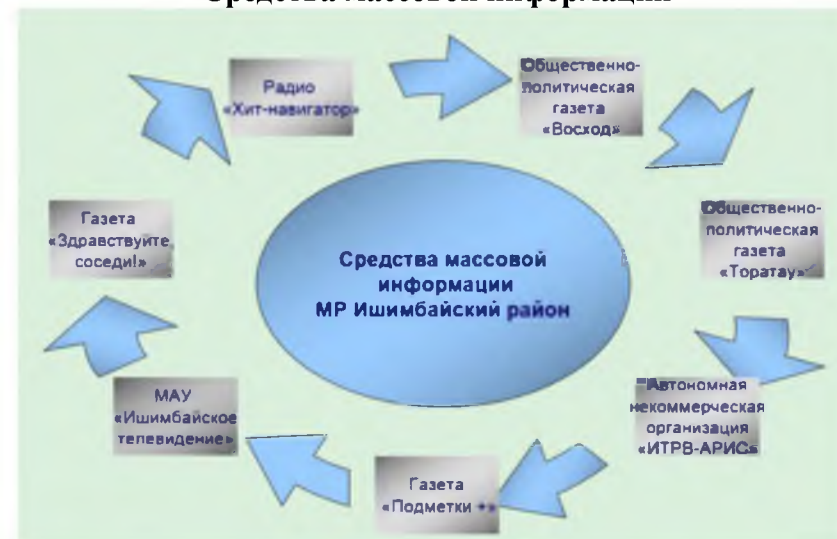 Средства массовой информации
Радио
«Хит-навигатор»
Общественно-
политическая
газета
«Восход»
Общественно-
политическая
газета
«Торатау»
Автономная
некоммерческая
организация
«ИТРВ-АРИС»
Газета
«Подметки +»
МАУ
«Ишимбайское
телевидение»
Газета
«Здравствуйте,
соседи!»
Средства массовой
информации
МР Ишимбайский район